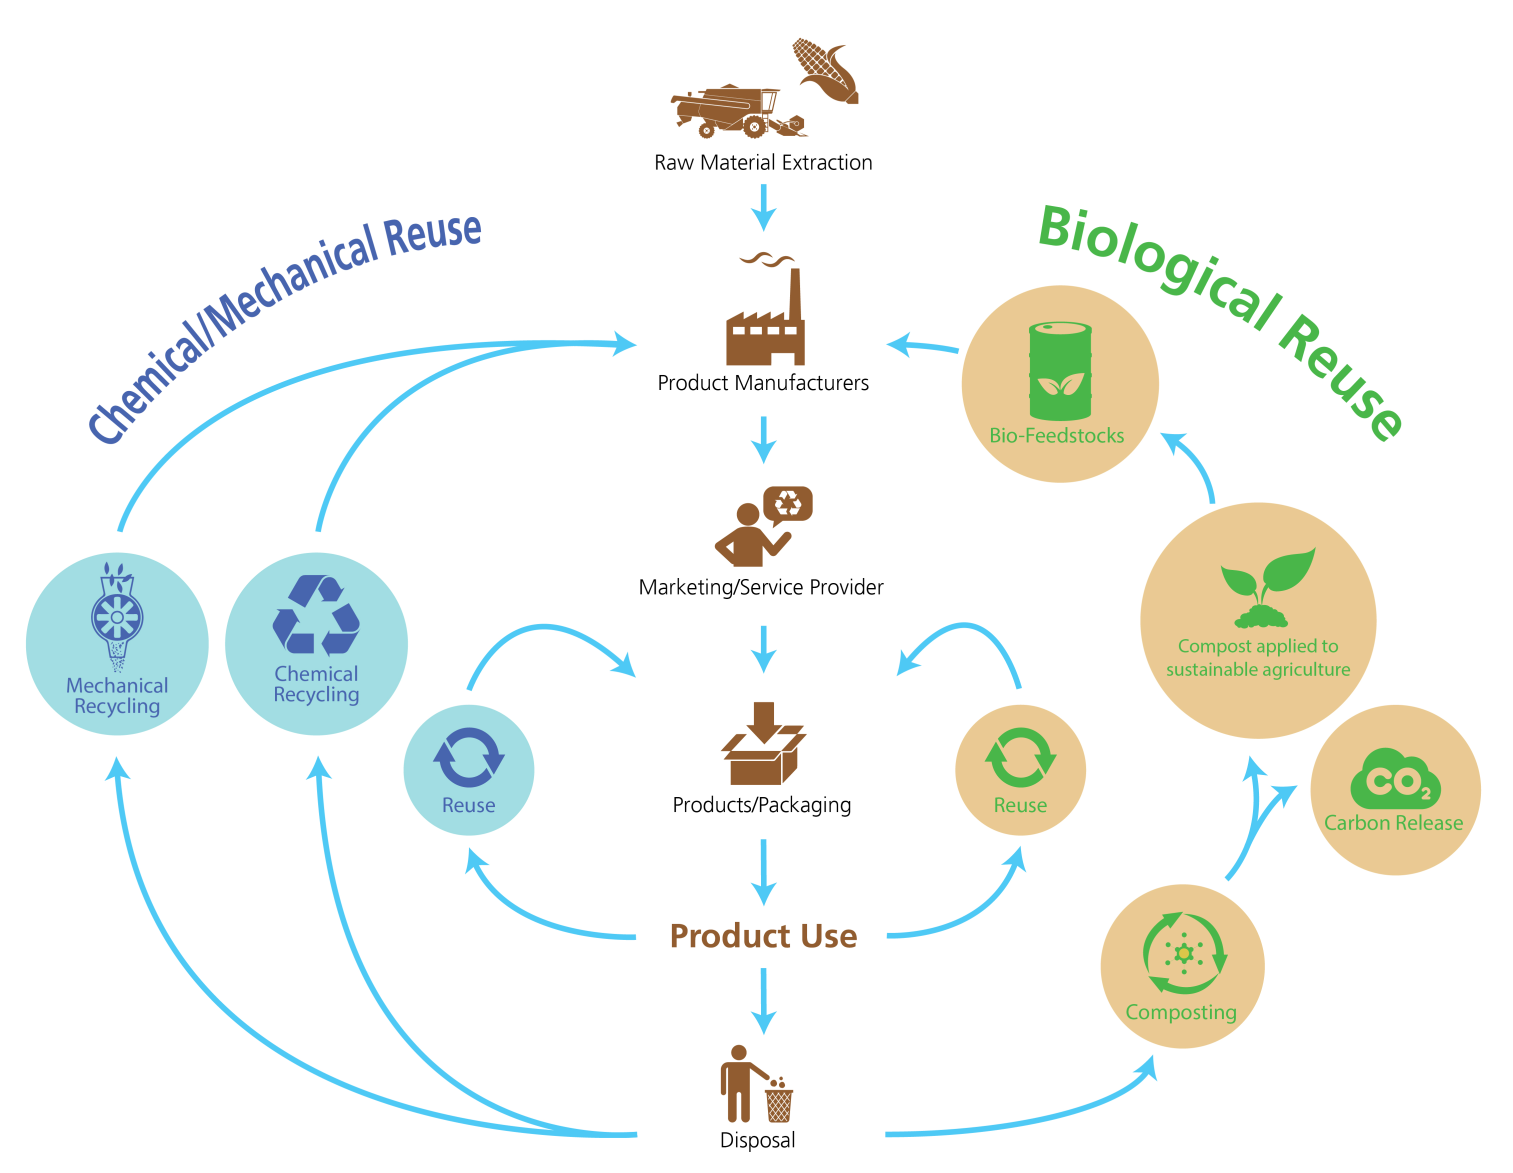 Raw Material Extraction
Chemical/Mechanical Reuse
Biological Reuse
Product Manufacturers
Bio-Feedstocks
Marketing/Service Provider
Mechanical
Recycling
Chemical
Recycling
Compost applied to
sustainable agriculture
Reuse
Products/Packaging
Reuse
CO2
Carbon Release
Product Use
Composting
Disposal